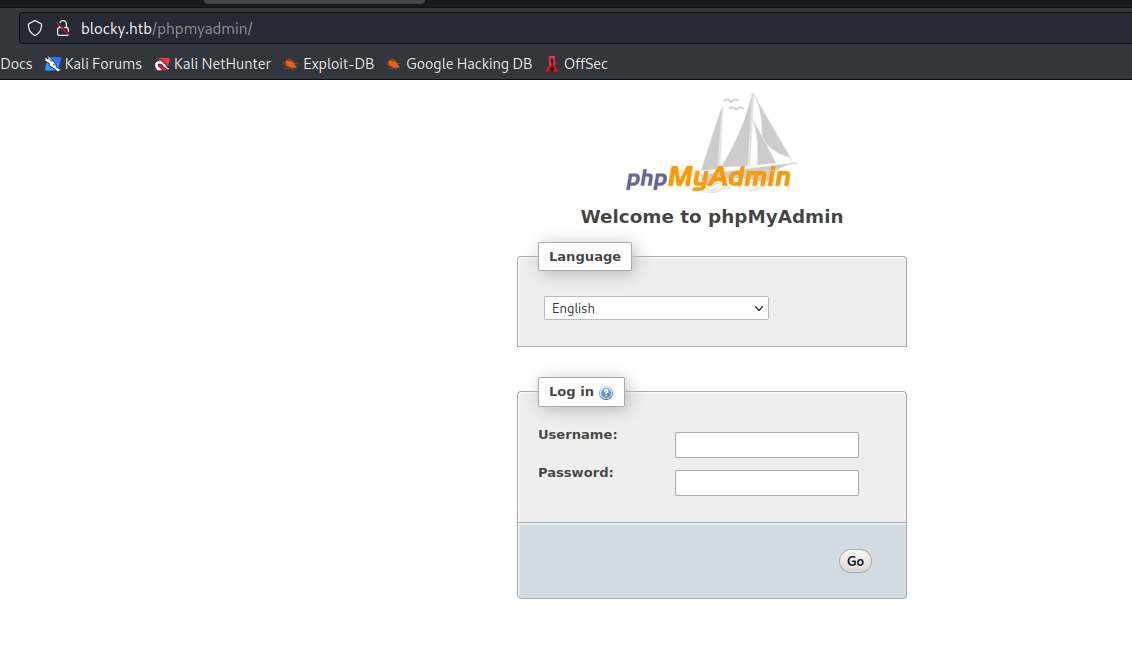 blocky.htb/phpmyadmin/
Docs Kali Forums Kali NetHunter Exploit-DB Google Hacking DB OffSec
phpMyAdmin
Welcome to phpMyAdmin
Language
English
Log in
Username:
Password:
Go